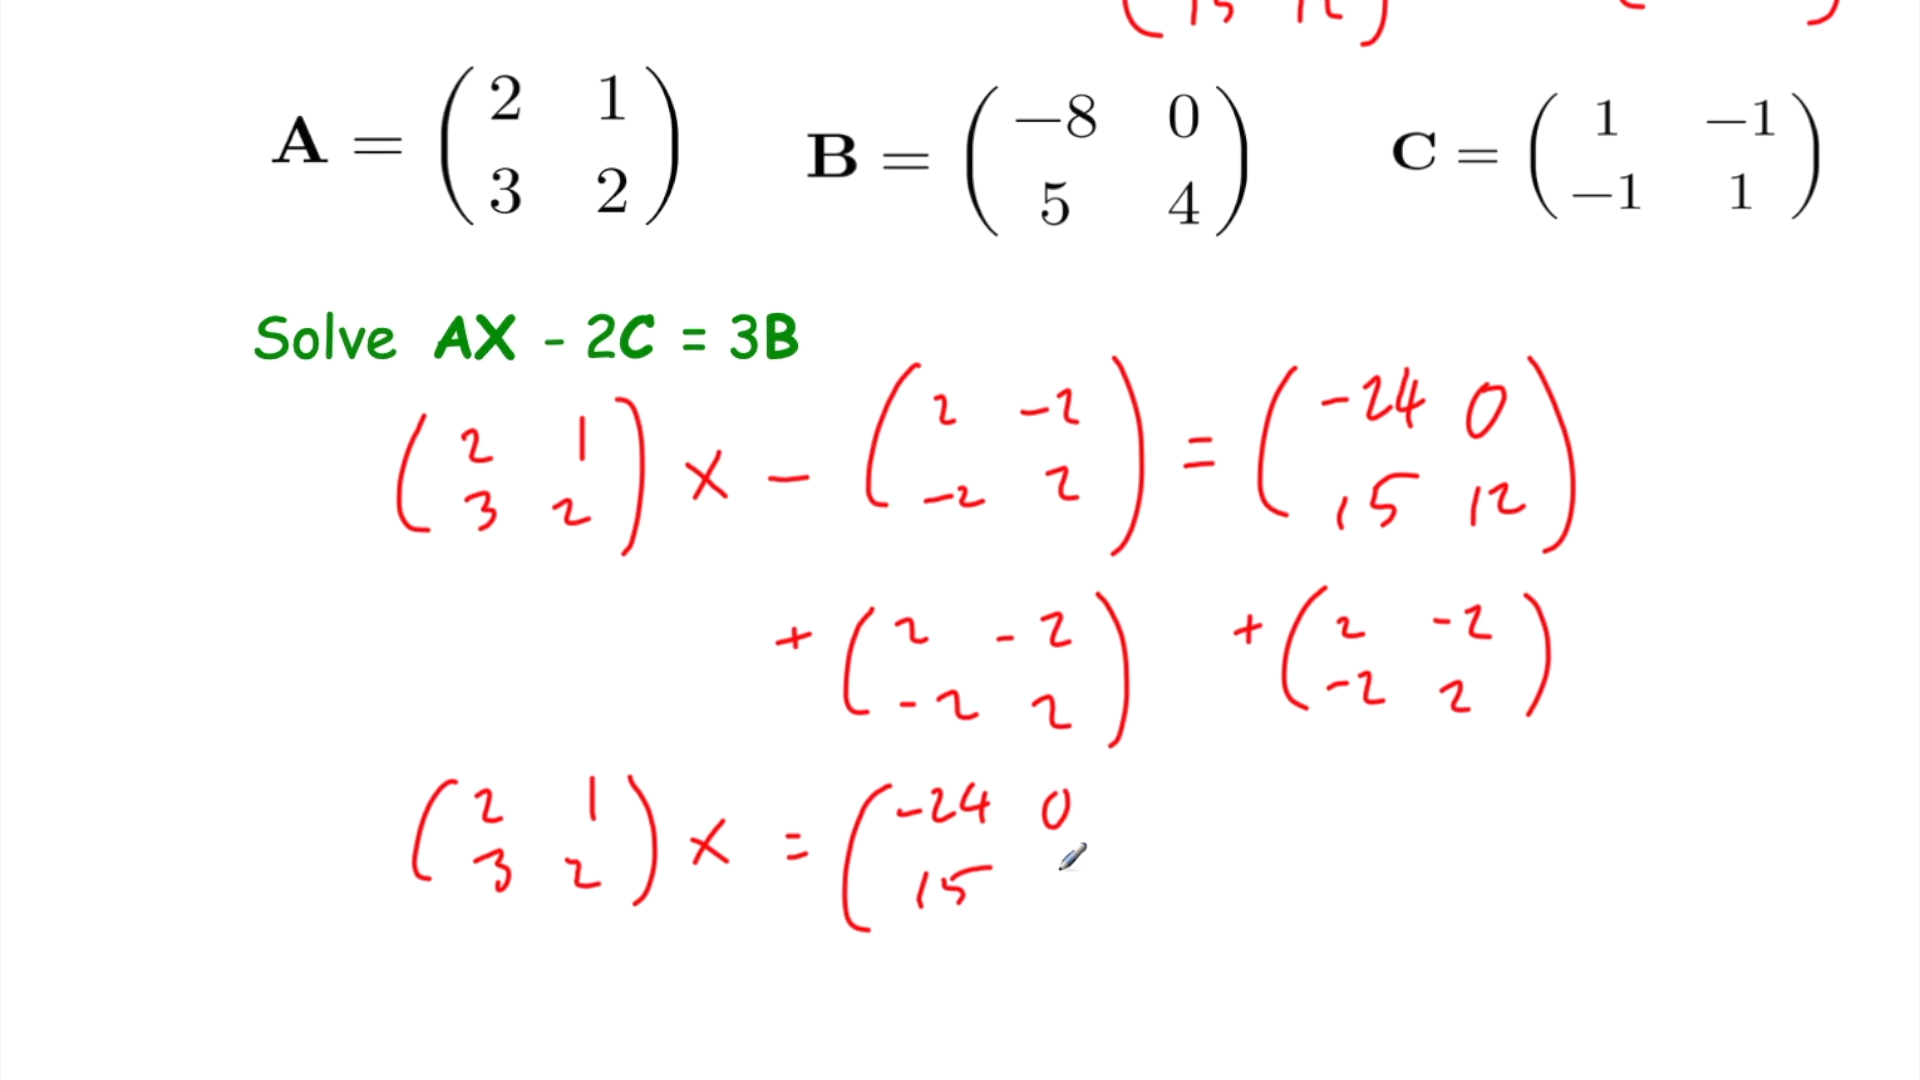 ( 15 12 )
A = ( 2 1 3 2 ) B = ( −8 0 5 4 ) C = ( 1 −1 −1 1 )
Solve AX - 2C = 3B
( 2 1 3 2 ) X − ( 2 -2 -2 2 ) = ( -24 0 15 12 )
+ ( 2 -2 -2 2 ) + ( 2 -2 -2 2 )
( 2 1 3 2 ) X = ( -24 0 15